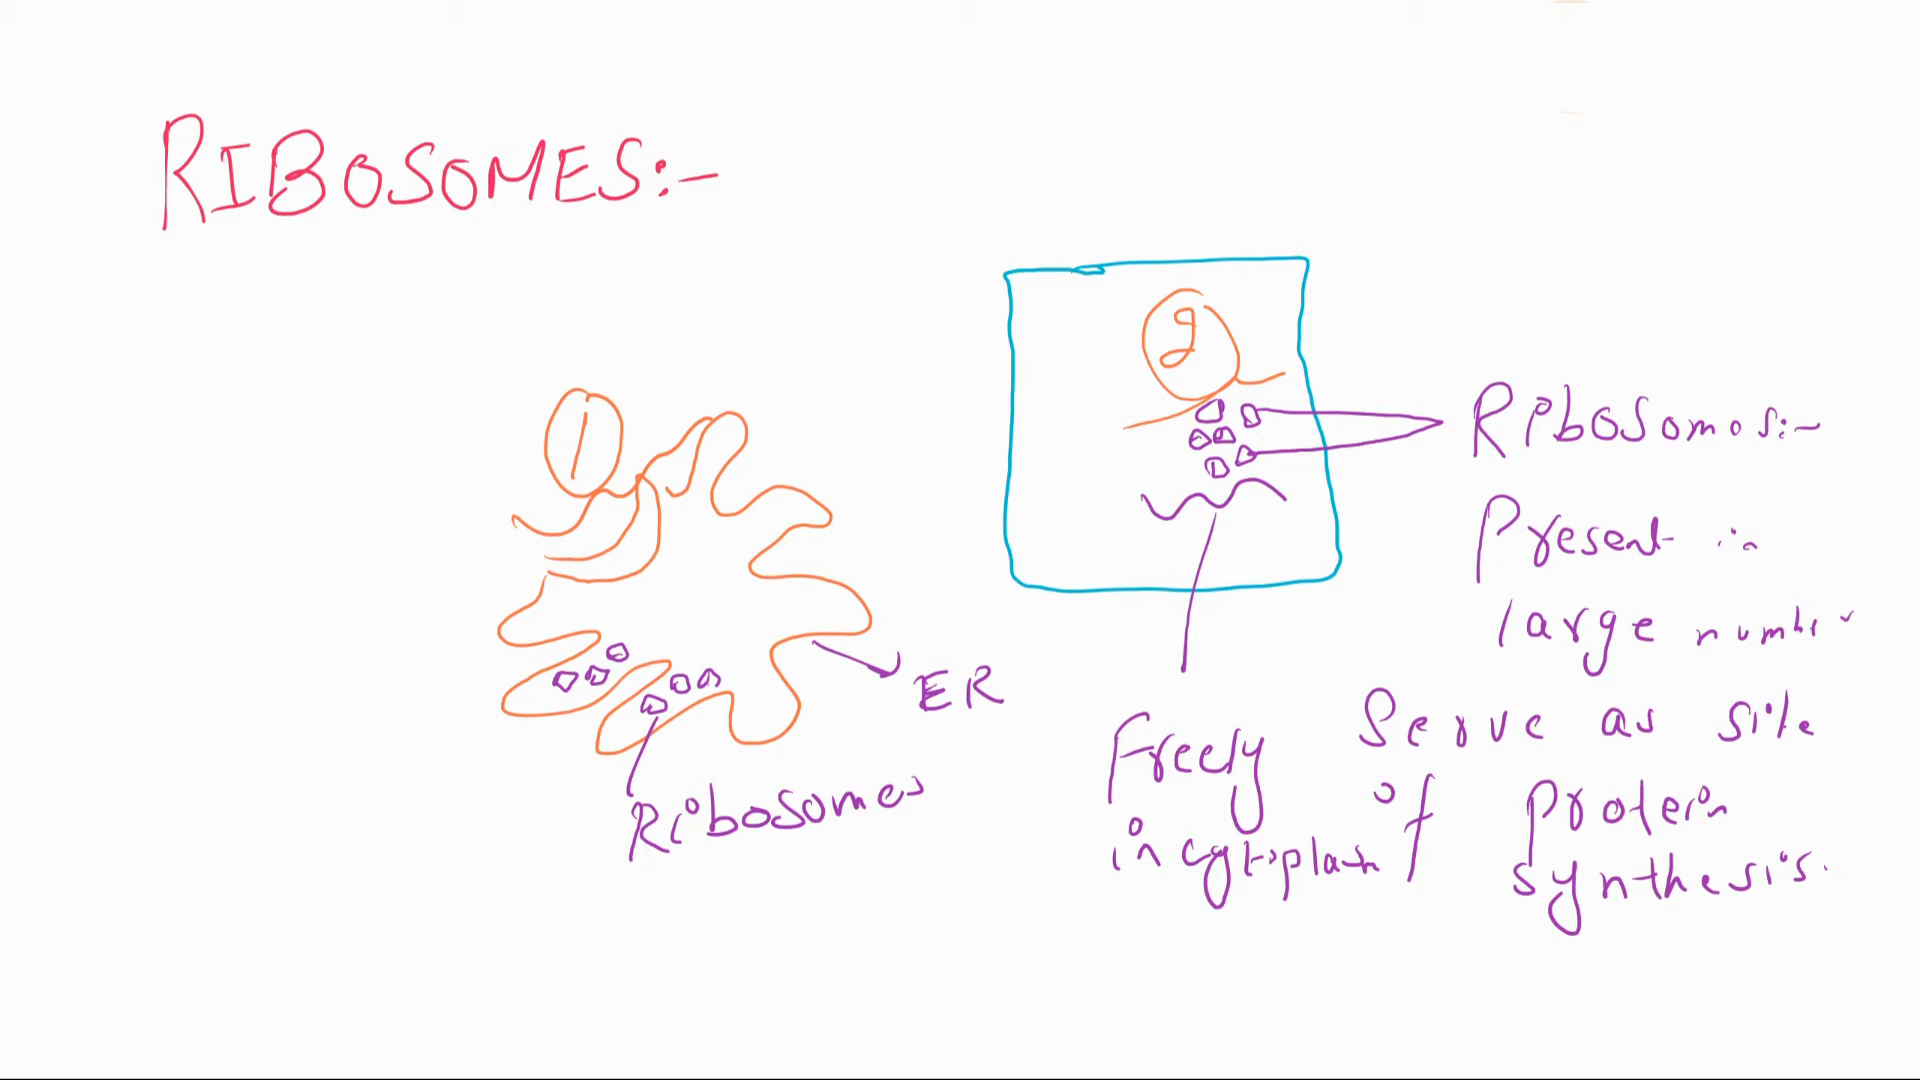 RIBOSOMES:-
1
ER
Ribosomes
2
Freely
in cytoplasm
Ribosomes:-
Present in
large number
Serve as site
of protein
synthesis.